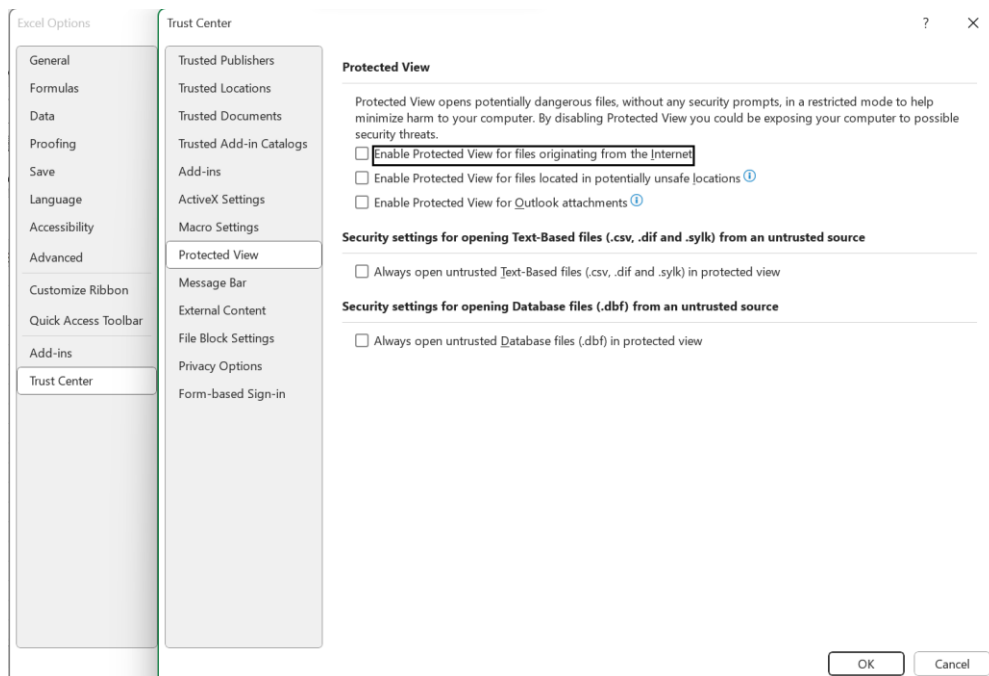 Excel Options
General
Formulas
Data
Proofing
Save
Language
Accessibility
Advanced
Customize Ribbon
Quick Access Toolbar
Add-ins
Trust Center
Trust Center
?
Trusted Publishers
Trusted Locations
Trusted Documents
Trusted Add-in Catalogs
Add-ins
ActiveX Settings
Macro Settings
Protected View
Message Bar
External Content
File Block Settings
Privacy Options
Form-based Sign-in
Protected View
Protected View opens potentially dangerous files, without any security prompts, in a restricted mode to help
minimize harm to your computer. By disabling Protected View you could be exposing your computer to possible
security threats.
Enable Protected View for files originating from the Internet
Enable Protected View for files located in potentially unsafe locations
Enable Protected View for Outlook attachments
Security settings for opening Text-Based files (.csv, .dif and .sylk) from an untrusted source
Always open untrusted Text-Based files (.csv, .dif and .sylk) in protected view
Security settings for opening Database files (.dbf) from an untrusted source
Always open untrusted Database files (.dbf) in protected view
OK
Cancel